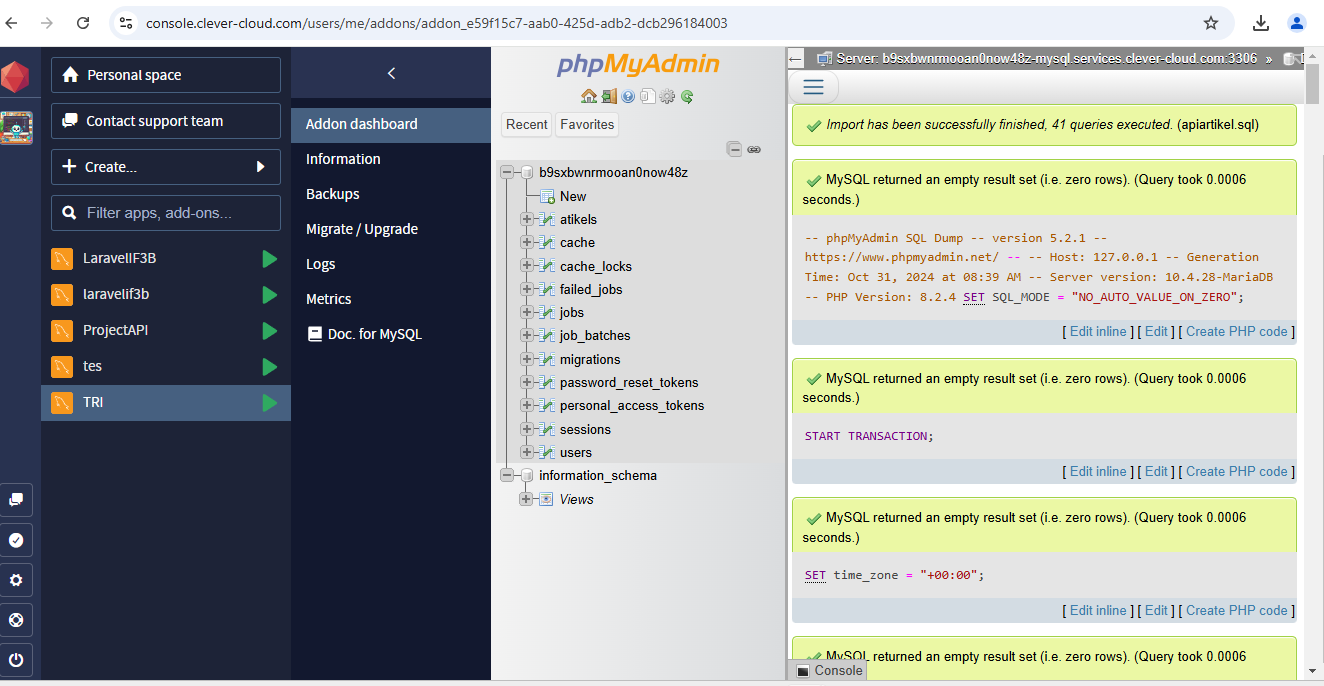 console.clever-cloud.com/users/me/addons/addon_e59f15c7-aab0-425d-adb2-dcb296184003
Personal space
Contact support team
Create...
Filter apps, add-ons...
LaravelIF3B
laravelif3b
ProjectAPI
tes
TRI
Addon dashboard
Information
Backups
Migrate / Upgrade
Logs
Metrics
Doc. for MySQL
phpMyAdmin
Recent
Favorites
b9sxbwnrmooan0now48z
New
atikels
cache
cache_locks
failed_jobs
jobs
job_batches
migrations
password_reset_tokens
personal_access_tokens
sessions
users
information_schema
Views
Server: b9sxbwnmooan0now48z-mysql.services.clever-cloud.com:3306 »
Import has been successfully finished, 41 queries executed. (apiartikel.sql)
MySQL returned an empty result set (i.e. zero rows). (Query took 0.0006
seconds.)
-- phpMyAdmin SQL Dump -- version 5.2.1 --
https://www.phpmyadmin.net/ -- -- Host: 127.0.0.1 -- Generation
Time: Oct 31, 2024 at 08:39 AM -- Server version: 10.4.28-MariaDB
-- PHP Version: 8.2.4 SET SQL_MODE = "NO_AUTO_VALUE_ON_ZERO";
[ Edit inline ] [ Edit ] [ Create PHP code ]
MySQL returned an empty result set (i.e. zero rows). (Query took 0.0006
seconds.)
START TRANSACTION;
[ Edit inline ] [ Edit ] [ Create PHP code ]
MySQL returned an empty result set (i.e. zero rows). (Query took 0.0006
seconds.)
SET time_zone = "+00:00";
[ Edit inline ] [ Edit ] [ Create PHP code ]
MySQL returned an empty result set (i.e. zero rows). (Query took 0.0006
Console